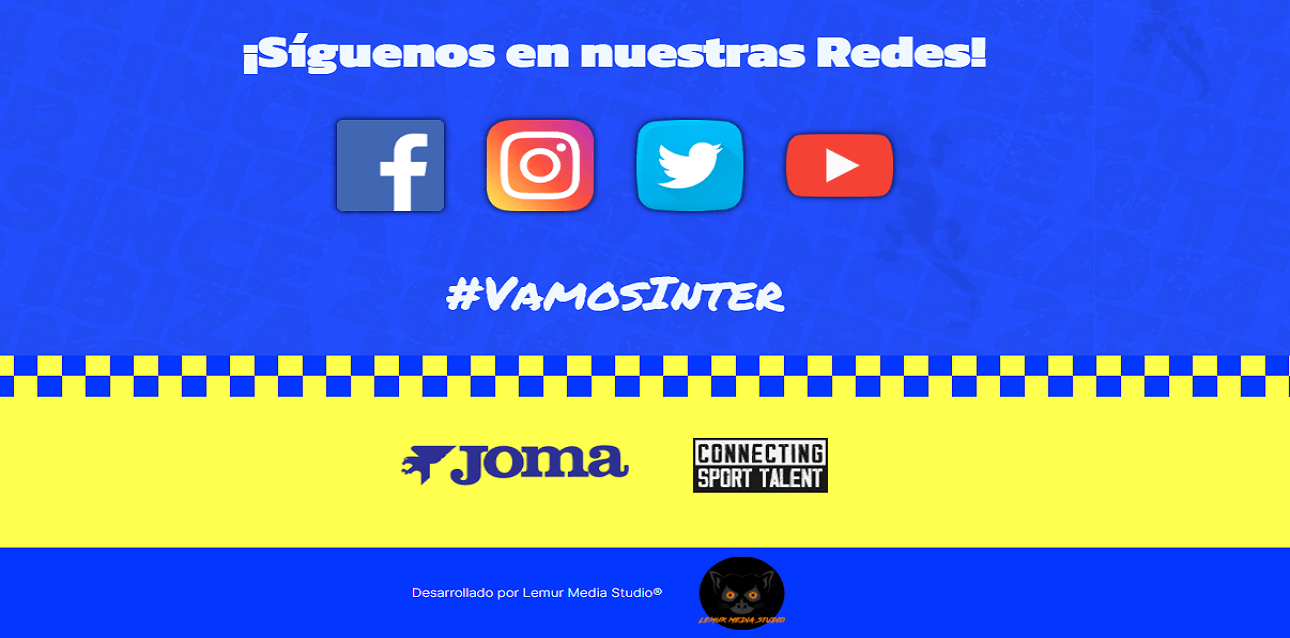 ¡Síguenos en nuestras Redes!
#VamosInter
Joma
CONNECTING
SPORT TALENT
Desarrollado por Lemur Media Studio®
LEMUR MEDIA STUDIO